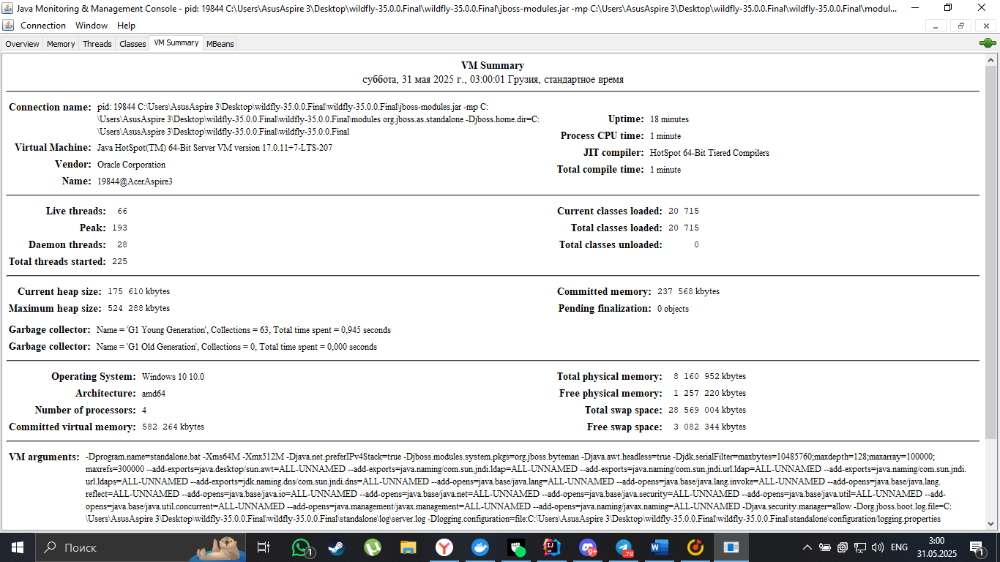 Java Monitoring & Management Console - pid: 19844 C:\Users\AsusAspire 3\Desktop\wildfly-35.0.0.Final\wildfly-35.0.0.Final\jboss-modules.jar -mp C:\Users\AsusAspire 3\Desktop\wildfly-35.0.0.Final\wildfly-35.0.0.Final\modul...
Connection Window Help
Overview Memory Threads Classes VM Summary MBeans
VM Summary
суббота, 31 мая 2025 г., 03:00:01 Грузия, стандартное время
Connection name: pid: 19844 C:\Users\AsusAspire 3\Desktop\wildfly-35.0.0.Final\wildfly-35.0.0.Final\jboss-modules.jar -mp C:
\Users\AsusAspire 3\Desktop\wildfly-35.0.0.Final\wildfly-35.0.0.Final\modules org.jboss.as.standalone -Djboss.home.dir=C:
\Users\AsusAspire 3\Desktop\wildfly-35.0.0.Final\wildfly-35.0.0.Final
Virtual Machine: Java HotSpot(TM) 64-Bit Server VM version 17.0.11+7-LTS-207
Vendor: Oracle Corporation
Name: 19844@AcerAspire3
Uptime: 18 minutes
Process CPU time: 1 minute
JIT compiler: HotSpot 64-Bit Tiered Compilers
Total compile time: 1 minute
Live threads: 66
Peak: 193
Daemon threads: 28
Total threads started: 225
Current classes loaded: 20 715
Total classes loaded: 20 715
Total classes unloaded: 0
Current heap size: 175 610 kbytes
Maximum heap size: 524 288 kbytes
Committed memory: 237 568 kbytes
Pending finalization: 0 objects
Garbage collector: Name = 'G1 Young Generation', Collections = 63, Total time spent = 0,945 seconds
Garbage collector: Name = 'G1 Old Generation', Collections = 0, Total time spent = 0,000 seconds
Operating System: Windows 10 10.0
Architecture: amd64
Number of processors: 4
Committed virtual memory: 582 264 kbytes
Total physical memory: 8 160 952 kbytes
Free physical memory: 1 257 220 kbytes
Total swap space: 28 569 004 kbytes
Free swap space: 3 082 344 kbytes
VM arguments: -Dprogram.name=standalone.bat -Xms64M -Xmx512M -Djava.net.preferIPv4Stack=true -Djboss.modules.system.pkgs=org.jboss.byteman -Djava.awt.headless=true -Djdk.serialFilter=maxbytes=10485760;maxdepth=128;maxarray=100000;
maxrefs=300000 --add-exports=java.desktop/sun.awt=ALL-UNNAMED --add-exports=java.naming/com.sun.jndi.ldap=ALL-UNNAMED --add-exports=java.naming/com.sun.jndi.url.ldap=ALL-UNNAMED --add-exports=java.naming/com.sun.jndi.
url.ldaps=ALL-UNNAMED --add-exports=jdk.naming.dns/com.sun.jndi.dns=ALL-UNNAMED --add-opens=java.base/java.lang=ALL-UNNAMED --add-opens=java.base/java.lang.invoke=ALL-UNNAMED --add-opens=java.base/java.lang.
reflect=ALL-UNNAMED --add-opens=java.base/java.io=ALL-UNNAMED --add-opens=java.base/java.net=ALL-UNNAMED --add-opens=java.base/java.security=ALL-UNNAMED --add-opens=java.base/java.util=ALL-UNNAMED --add-
opens=java.base/java.util.concurrent=ALL-UNNAMED --add-opens=java.management/javax.management=ALL-UNNAMED --add-opens=java.naming/javax.naming=ALL-UNNAMED -Djava.security.manager=allow -Dorg.jboss.boot.log.file=C:
\Users\AsusAspire 3\Desktop\wildfly-35.0.0.Final\wildfly-35.0.0.Final\standalone\log\server.log -Dlogging.configuration=file:C:\Users\AsusAspire 3\Desktop\wildfly-35.0.0.Final\wildfly-35.0.0.Final\standalone\configuration/logging.properties
Поиск
1
9+
79
ENG
3:00
31.05.2025
1